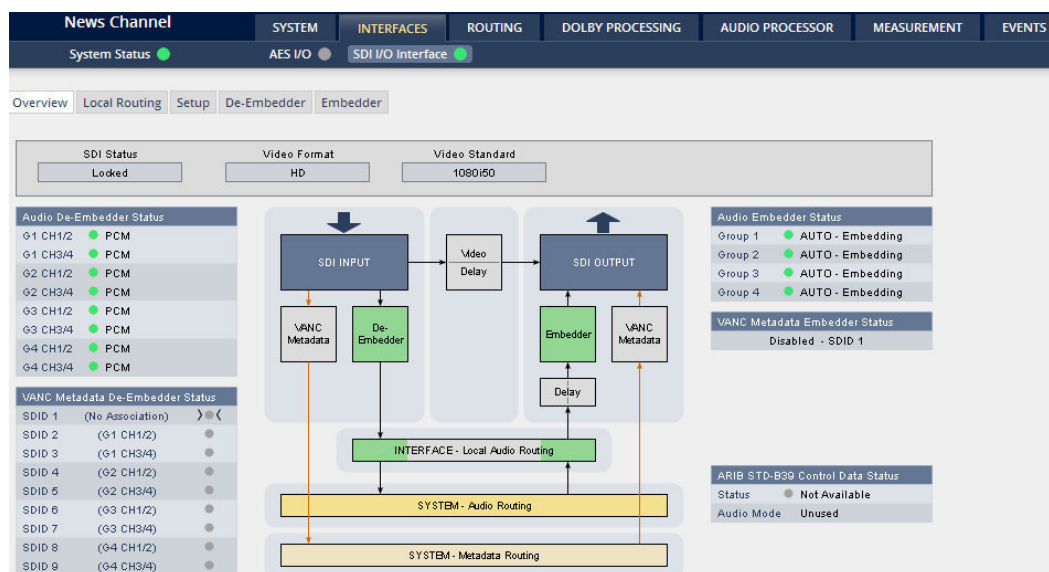 News Channel SYSTEM INTERFACES ROUTING DOLBY PROCESSING AUDIO PROCESSOR MEASUREMENT EVENTS
System Status AES I/O SDI I/O Interface
Overview Local Routing Setup De-Embedder Embedder
SDI Status Video Format Video Standard
Locked HD 1080i50
Audio De-Embedder Status
G1 CH1/2 PCM
G1 CH3/4 PCM
G2 CH1/2 PCM
G2 CH3/4 PCM
G3 CH1/2 PCM
G3 CH3/4 PCM
G4 CH1/2 PCM
G4 CH3/4 PCM
VANC Metadata De-Embedder Status
SDID 1 (No Association)
SDID 2 (G1 CH1/2)
SDID 3 (G1 CH3/4)
SDID 4 (G2 CH1/2)
SDID 5 (G2 CH3/4)
SDID 6 (G3 CH1/2)
SDID 7 (G3 CH3/4)
SDID 8 (G4 CH1/2)
SDID 9 (G4 CH3/4)
SDI INPUT
Video
Delay
SDI OUTPUT
VANC
Metadata
De-
Embedder
Embedder
VANC
Metadata
Delay
INTERFACE - Local Audio Routing
SYSTEM - Audio Routing
SYSTEM - Metadata Routing
Audio Embedder Status
Group 1 AUTO - Embedding
Group 2 AUTO - Embedding
Group 3 AUTO - Embedding
Group 4 AUTO - Embedding
VANC Metadata Embedder Status
Disabled - SDID 1
ARIB STD-B39 Control Data Status
Status Not Available
Audio Mode Unused